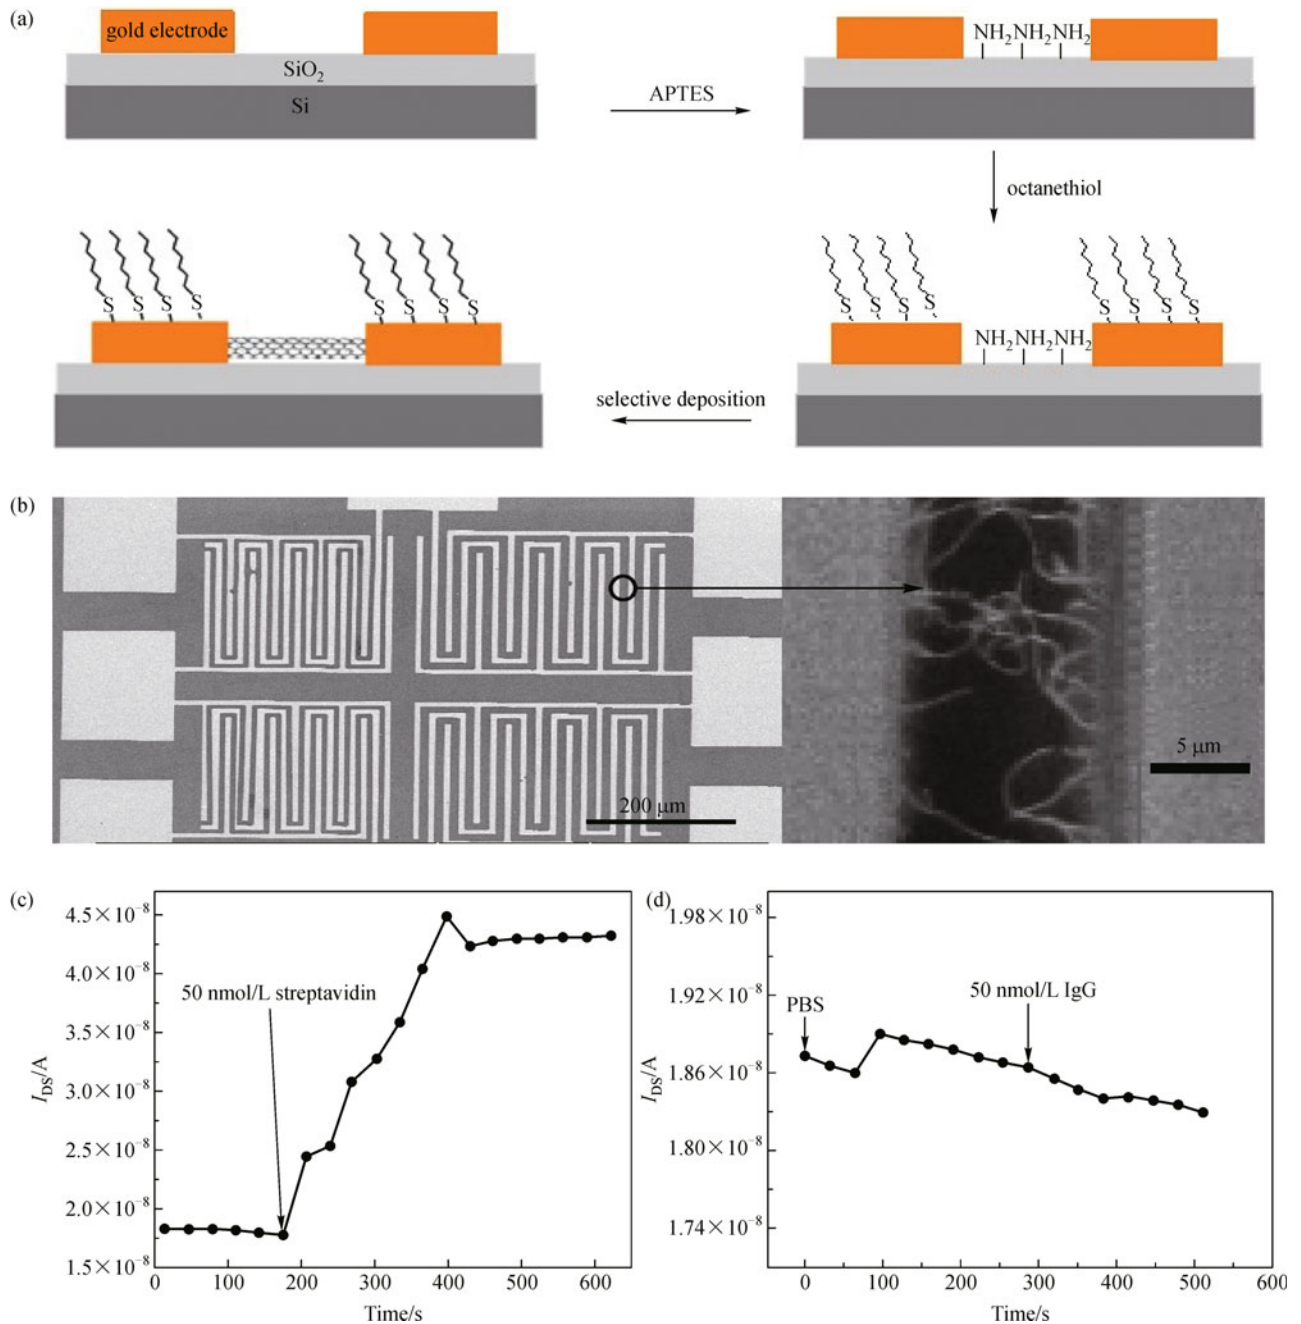 (a)
gold electrode
SiO₂
Si
APTES
NH₂NH₂NH₂
octanethiol
S S S S
S S S S
S S S S
S S S S
NH₂NH₂NH₂
selective deposition
(b)
200 μm
5 μm
(c)
4.5×10⁻⁸
4.0×10⁻⁸
3.5×10⁻⁸
3.0×10⁻⁸
2.5×10⁻⁸
2.0×10⁻⁸
1.5×10⁻⁸
I_DS/A
50 nmol/L streptavidin
0 100 200 300 400 500 600
Time/s
(d)
1.98×10⁻⁸
1.92×10⁻⁸
1.86×10⁻⁸
1.80×10⁻⁸
1.74×10⁻⁸
I_DS/A
PBS
50 nmol/L IgG
0 100 200 300 400 500 600
Time/s